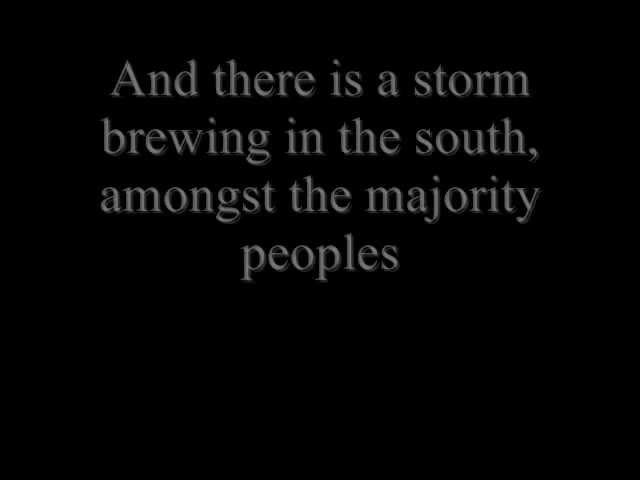 And there is a storm
brewing in the south,
amongst the majority
peoples